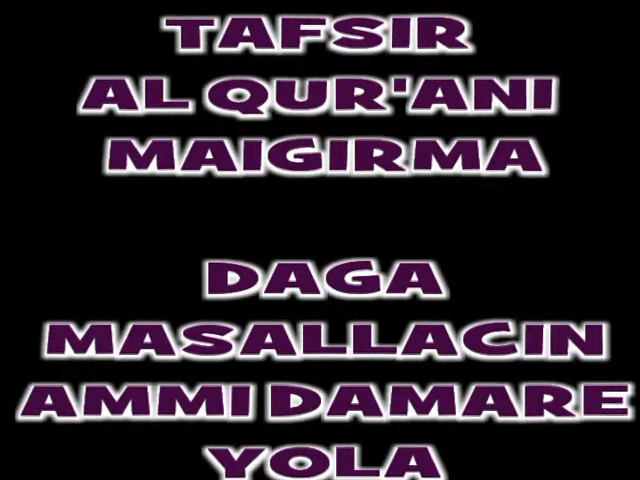 TAFSIR
AL QUR'ANI
MAIGIRMA
DAGA
MASALLACIN
AMMI DAMARE
YOLA